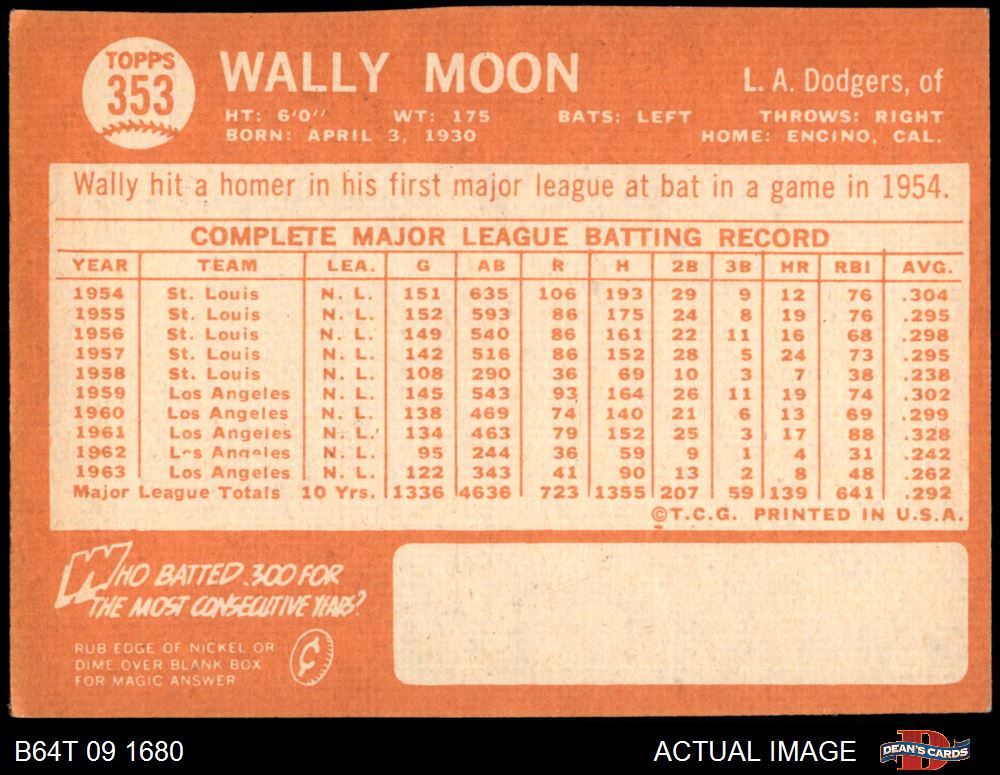 TOPPS
353
WALLY MOON
L. A. Dodgers, of
HT: 6'0" WT: 175 BATS: LEFT THROWS: RIGHT
BORN: APRIL 3, 1930 HOME: ENCINO, CAL.
Wally hit a homer in his first major league at bat in a game in 1954.
COMPLETE MAJOR LEAGUE BATTING RECORD
YEAR TEAM LEA. G AB R H 2B 3B HR RBI AVG.
1954 St. Louis N. L. 151 635 106 193 29 9 12 76 .304
1955 St. Louis N. L. 152 593 86 175 24 8 19 76 .295
1956 St. Louis N. L. 149 540 86 161 22 11 16 68 .298
1957 St. Louis N. L. 142 516 86 152 28 5 24 73 .295
1958 St. Louis N. L. 108 290 36 69 10 3 7 38 .238
1959 Los Angeles N. L. 145 543 93 164 26 11 19 74 .302
1960 Los Angeles N. L. 138 469 74 140 21 6 13 69 .299
1961 Los Angeles N. L. 134 463 79 152 25 3 17 88 .328
1962 Los Angeles N. L. 95 244 36 59 9 1 4 31 .242
1963 Los Angeles N. L. 122 343 41 90 13 2 8 48 .262
Major League Totals 10 Yrs. 1336 4636 723 1355 207 59 139 641 .292
©T.C.G. PRINTED IN U.S.A.
WHO BATTED .300 FOR
THE MOST CONSECUTIVE YEARS?
RUB EDGE OF NICKEL OR
DIME OVER BLANK BOX
FOR MAGIC ANSWER
¢
B64T 09 1680
ACTUAL IMAGE
D
DEAN'S CARDS